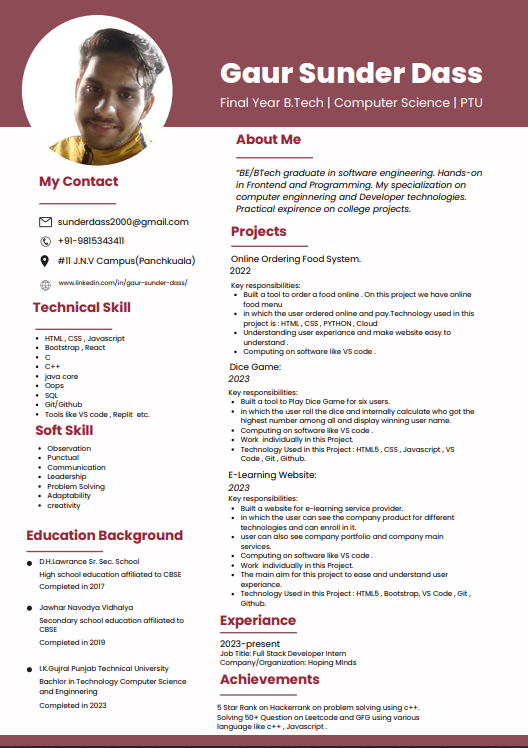 Gaur Sunder Dass
Final Year B.Tech | Computer Science | PTU
My Contact
sunderdass2000@gmail.com
+91-9815343411
#11 J.N.V Campus(Panchkuala)
www.linkedin.com/in/gaur-sunder-dass/
Technical Skill
HTML , CSS , Javascript
Bootstrap , React
C
C++
java core
Oops
SQL
Git/Github
Tools like VS code , Replit etc.
Soft Skill
Observation
Punctual
Communication
Leadership
Problem Solving
Adaptability
creativity
Education Background
D.H.Lawrance Sr. Sec. School
High school education affiliated to CBSE
Completed in 2017
Jawhar Navodya Vidhalya
Secondary school education affiliated to
CBSE
Completed in 2019
I.K.Gujral Punjab Technical University
Bachlor in Technology Computer Science
and Enginnering
Completed in 2023
About Me
“BE/BTech graduate in software engineering. Hands-on
in Frontend and Programming. My specialization on
computer enginnering and Developer technologies.
Practical expirence on college projects.
Projects
Online Ordering Food System.
2022
Key responsibilities:
Built a tool to order a food online . On this project we have online
food menu
in which the user ordered online and pay.Technology used in this
project is : HTML , CSS , PYTHON , Cloud
Understanding user experience and make website easy to
understand .
Computing on software like VS code .
Dice Game:
2023
Key responsibilities:
Built a tool to Play Dice Game for six users.
in which the user roll the dice and internally calculate who got the
highest number among all and display winning user name.
Computing on software like VS code .
Work individually in this Project.
Technology Used in this Project : HTML5 , CSS , Javascript , VS
Code , Git , Github.
E-Learning Website:
2023
Key responsibilities:
Built a website for e-learning service provider.
in which the user can see the company product for different
technologies and can enroll in it.
user can also see company portfolio and company main
services.
Computing on software like VS code .
Work individually in this Project.
The main aim for this project to ease and understand user
experience.
Technology Used in this Project : HTML5 , Bootstrap, VS Code , Git ,
Github.
Exepriance
2023-present
Job Title: Full Stack Developer Intern
Company/Organization: Hoping Minds
Achievements
5 Star Rank on Hackerrank on problem solving using c++.
Solving 50+ Question on Leetcode and GFG using various
language like c++ , Javascript .